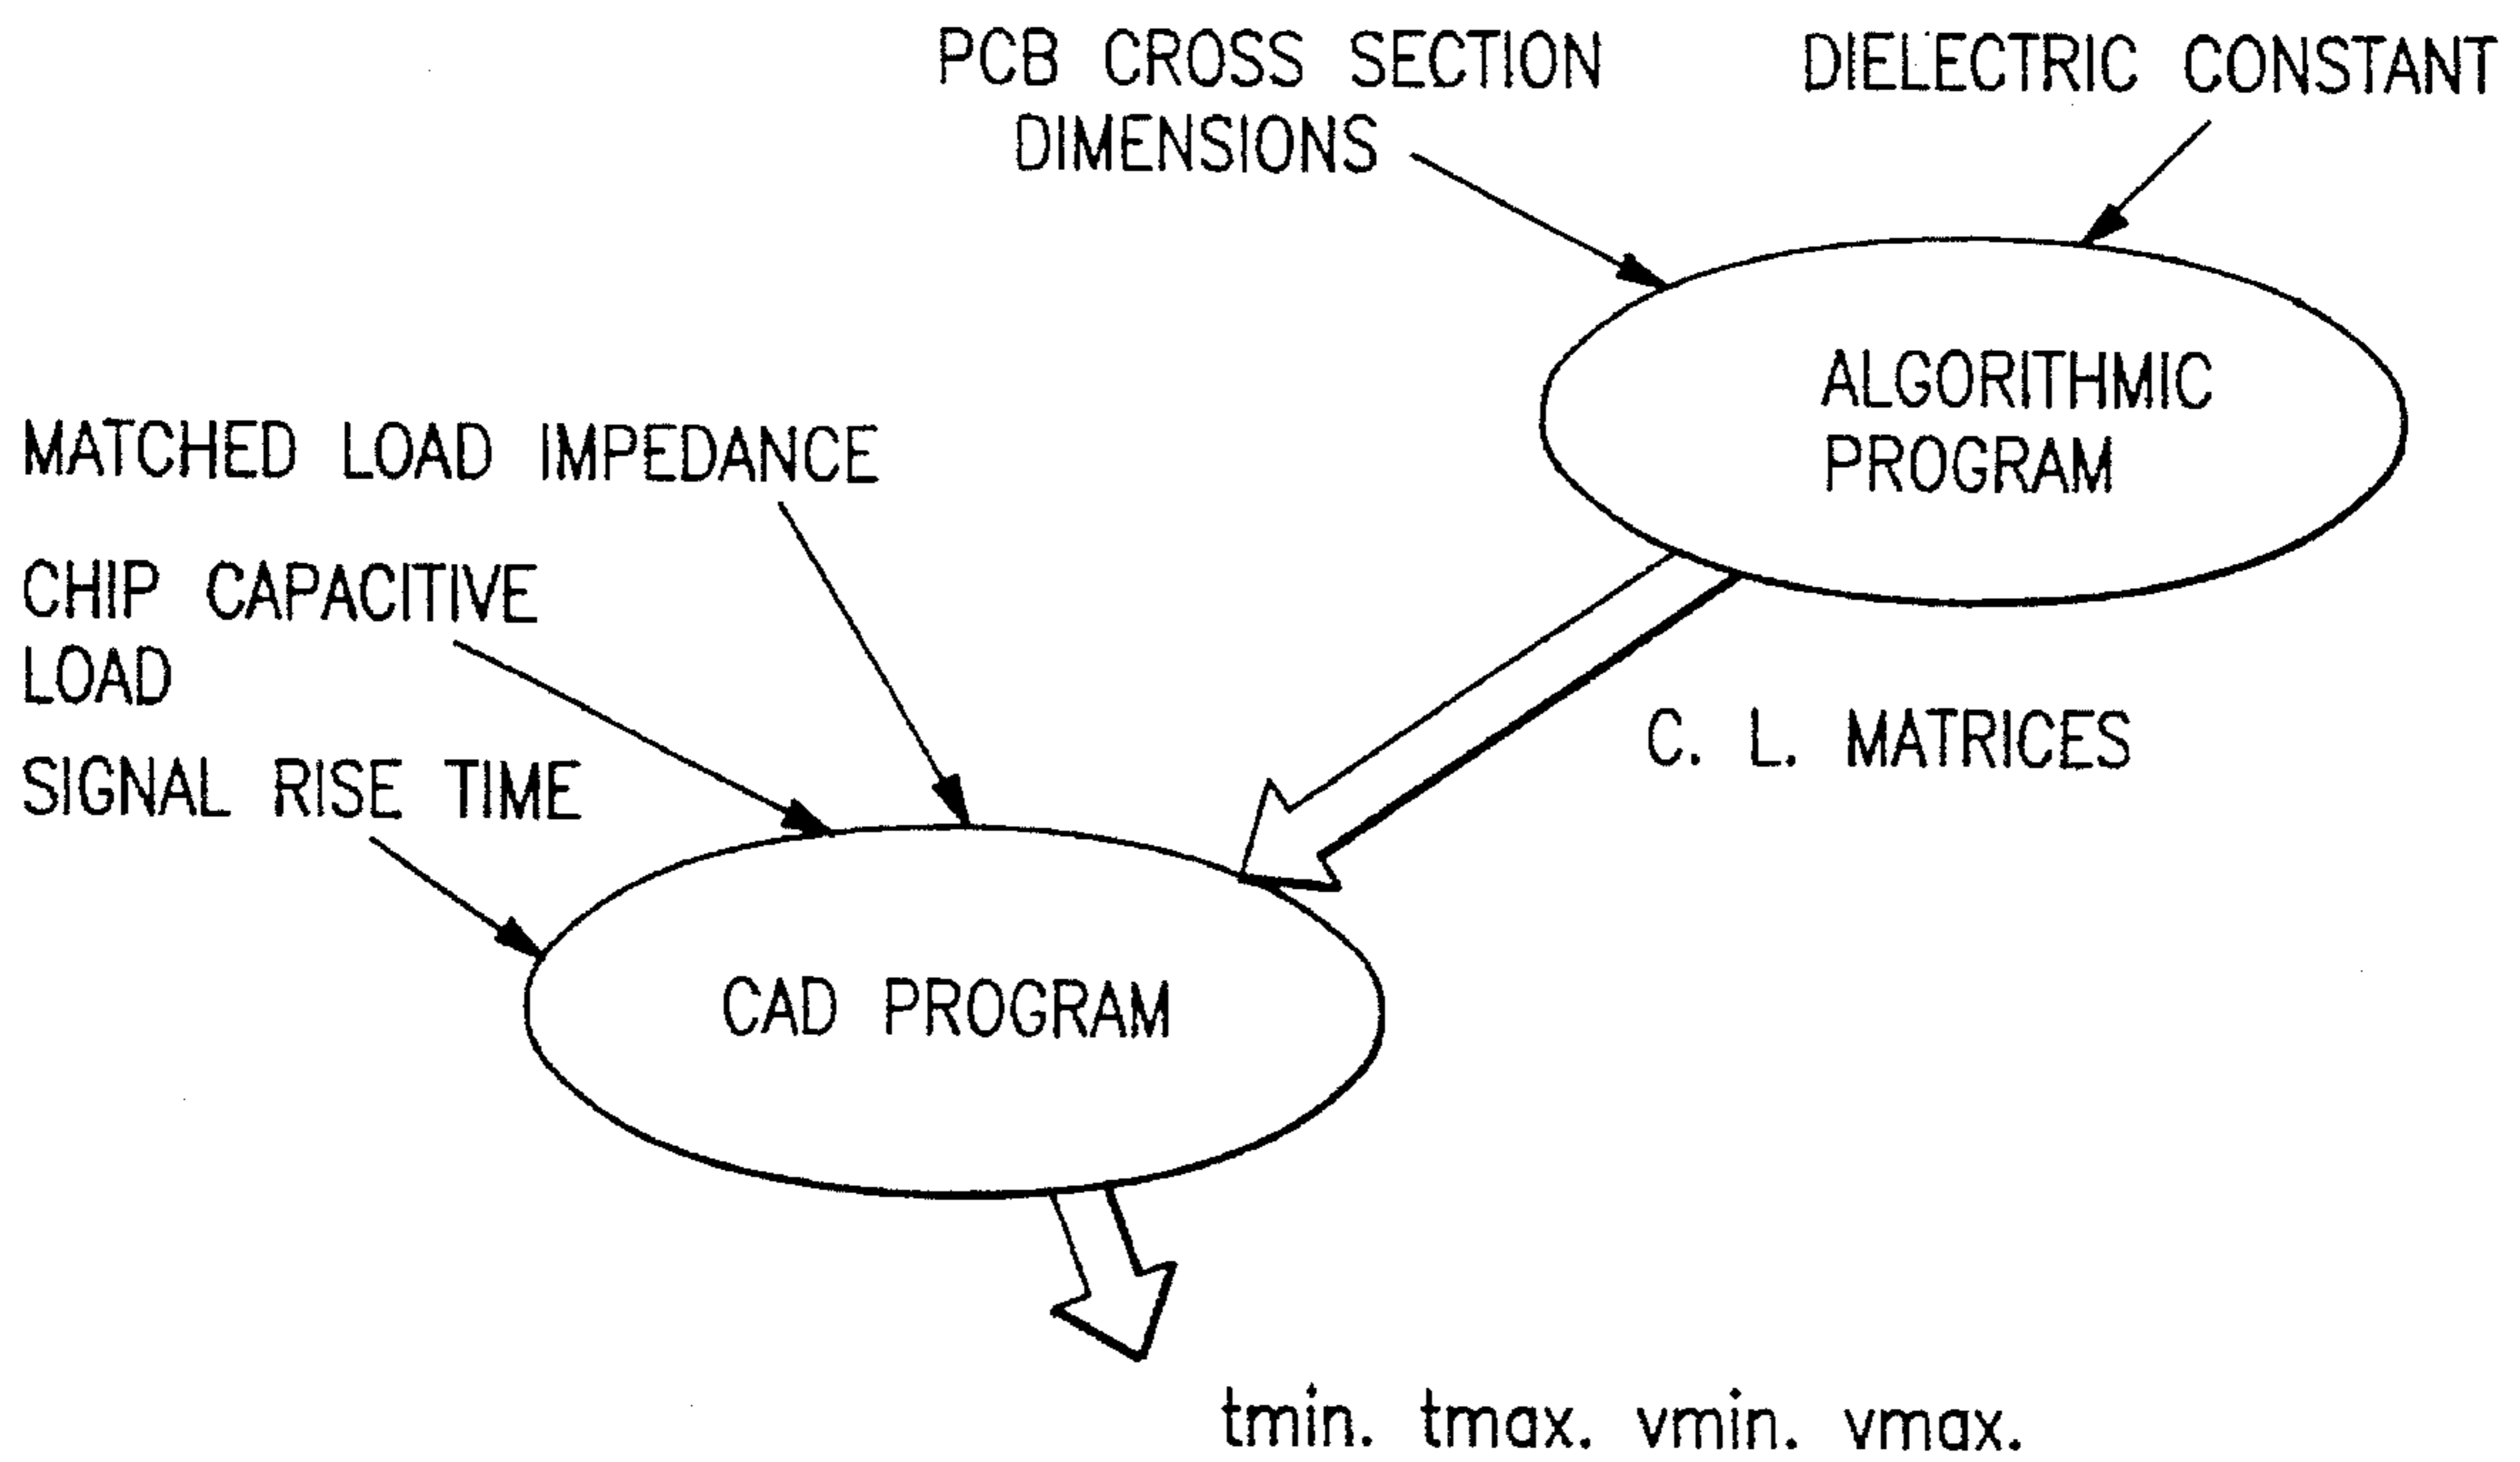 PCB CROSS SECTION
DIMENSIONS
DIELECTRIC CONSTANT
ALGORITHMIC
PROGRAM
MATCHED LOAD IMPEDANCE
CHIP CAPACITIVE
LOAD
SIGNAL RISE TIME
C. L. MATRICES
CAD PROGRAM
tmin. tmax. vmin. vmax.